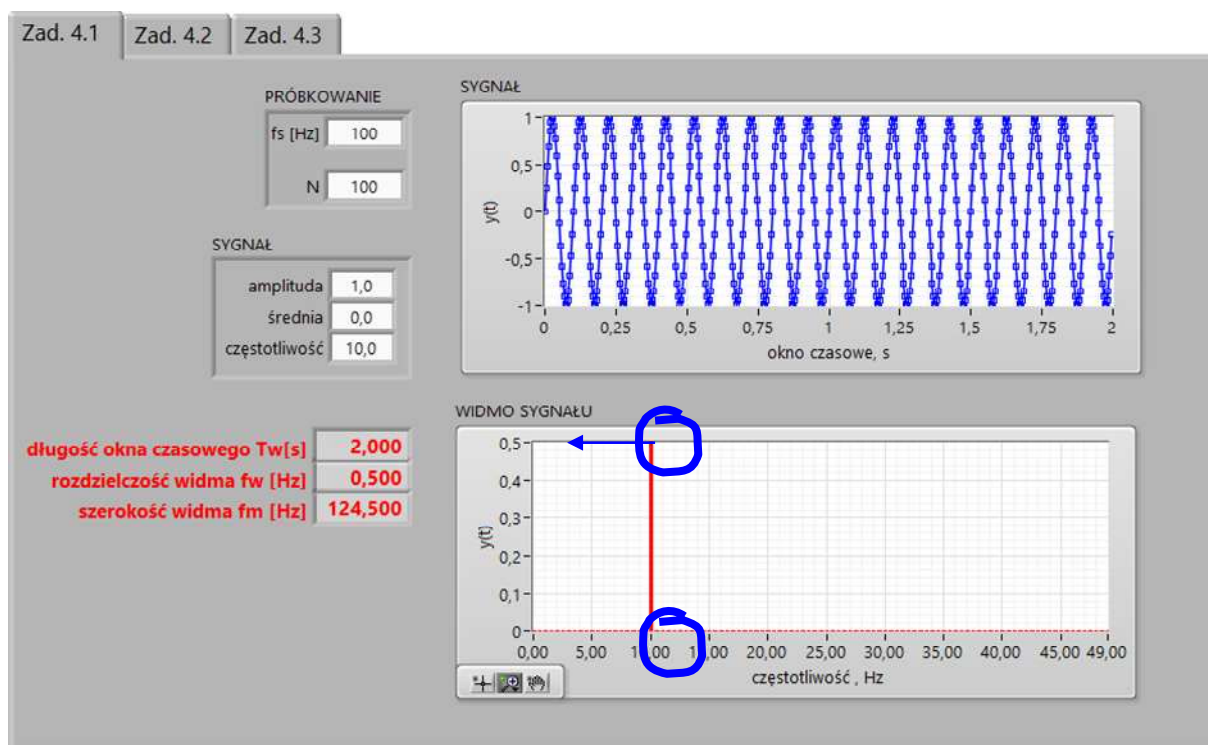 Zad. 4.1 Zad. 4.2 Zad. 4.3
PRÓBKOWANIE
fs [Hz] 100
N 100
SYGNAŁ
amplituda 1,0
średnia 0,0
częstotliwość 10,0
długość okna czasowego Tw[s] 2,000
rozdzielczość widma fw [Hz] 0,500
szerokość widma fm [Hz] 124,500
SYGNAŁ
y(t)
1
0,5
0
-0,5
-1
0 0,25 0,5 0,75 1 1,25 1,5 1,75 2
okno czasowe, s
WIDMO SYGNAŁU
y(t)
0,5
0,4
0,3
0,2
0,1
0
0,00 5,00 10,00 15,00 20,00 25,00 30,00 35,00 40,00 45,00 49,00
częstotliwość , Hz